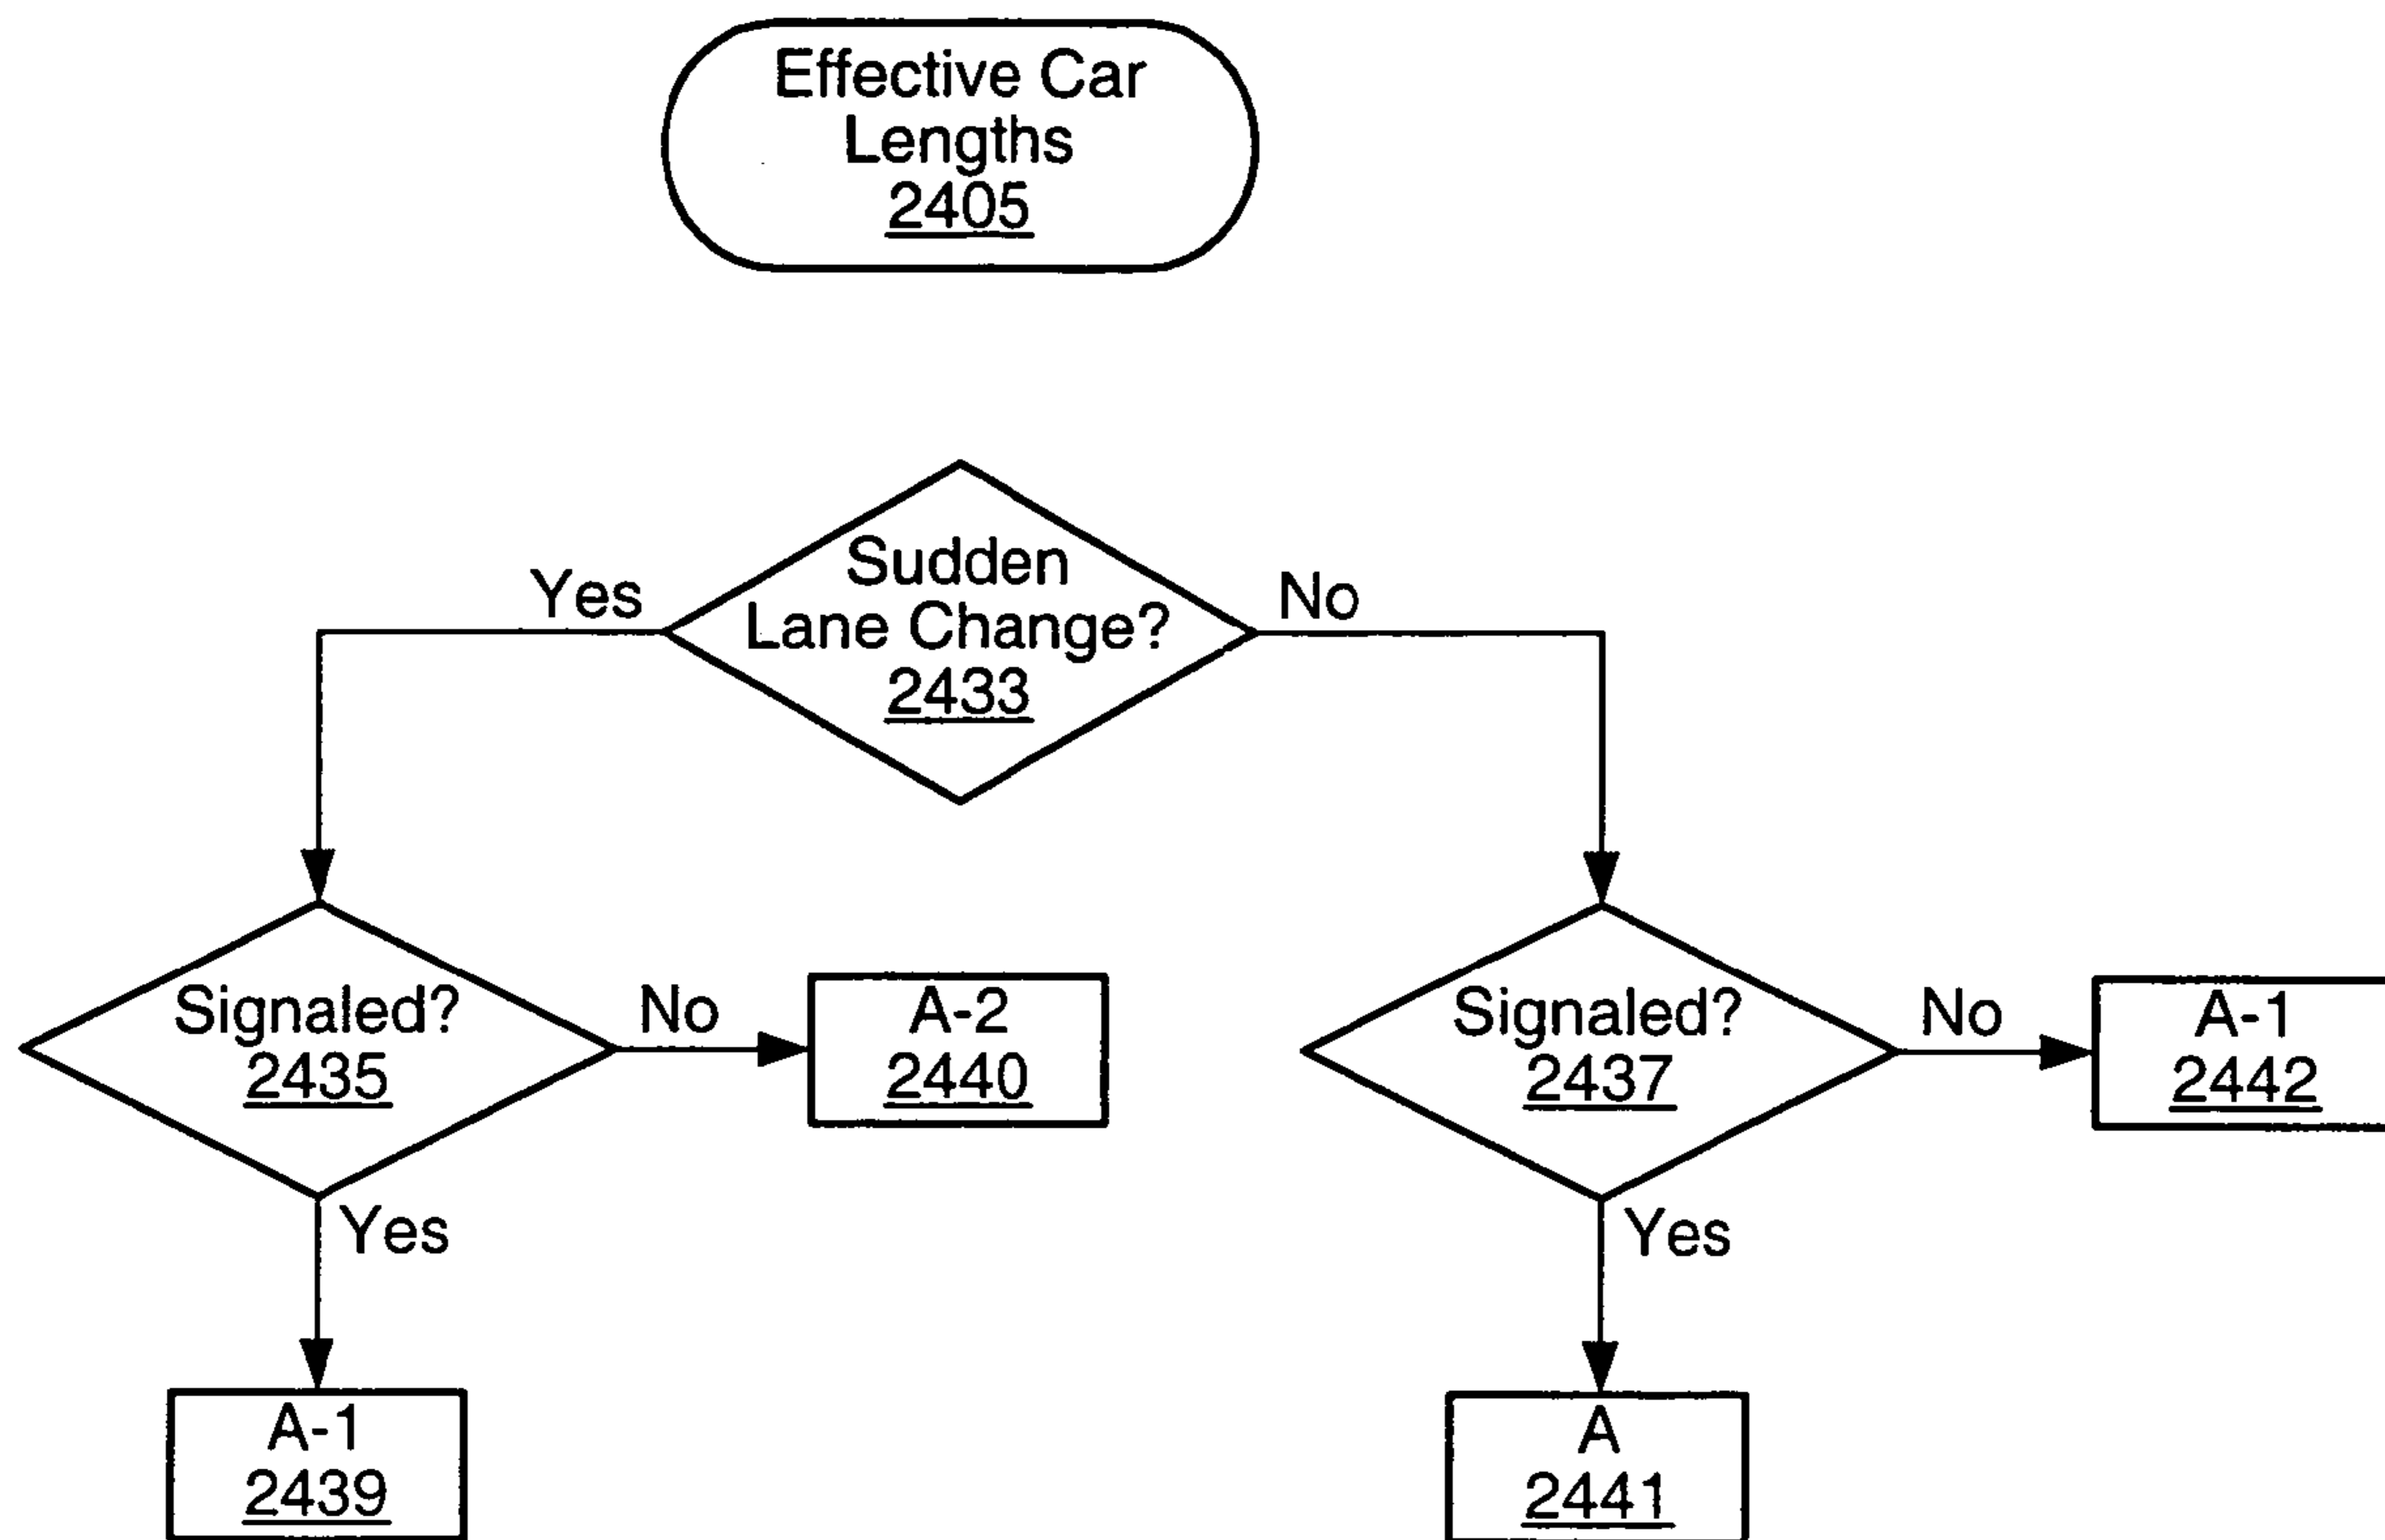 Effective Car
Lengths
2405
Sudden
Lane Change?
2433
Yes
No
Signaled?
2435
No
A-2
2440
Signaled?
2437
No
A-1
2442
Yes
Yes
A-1
2439
A
2441